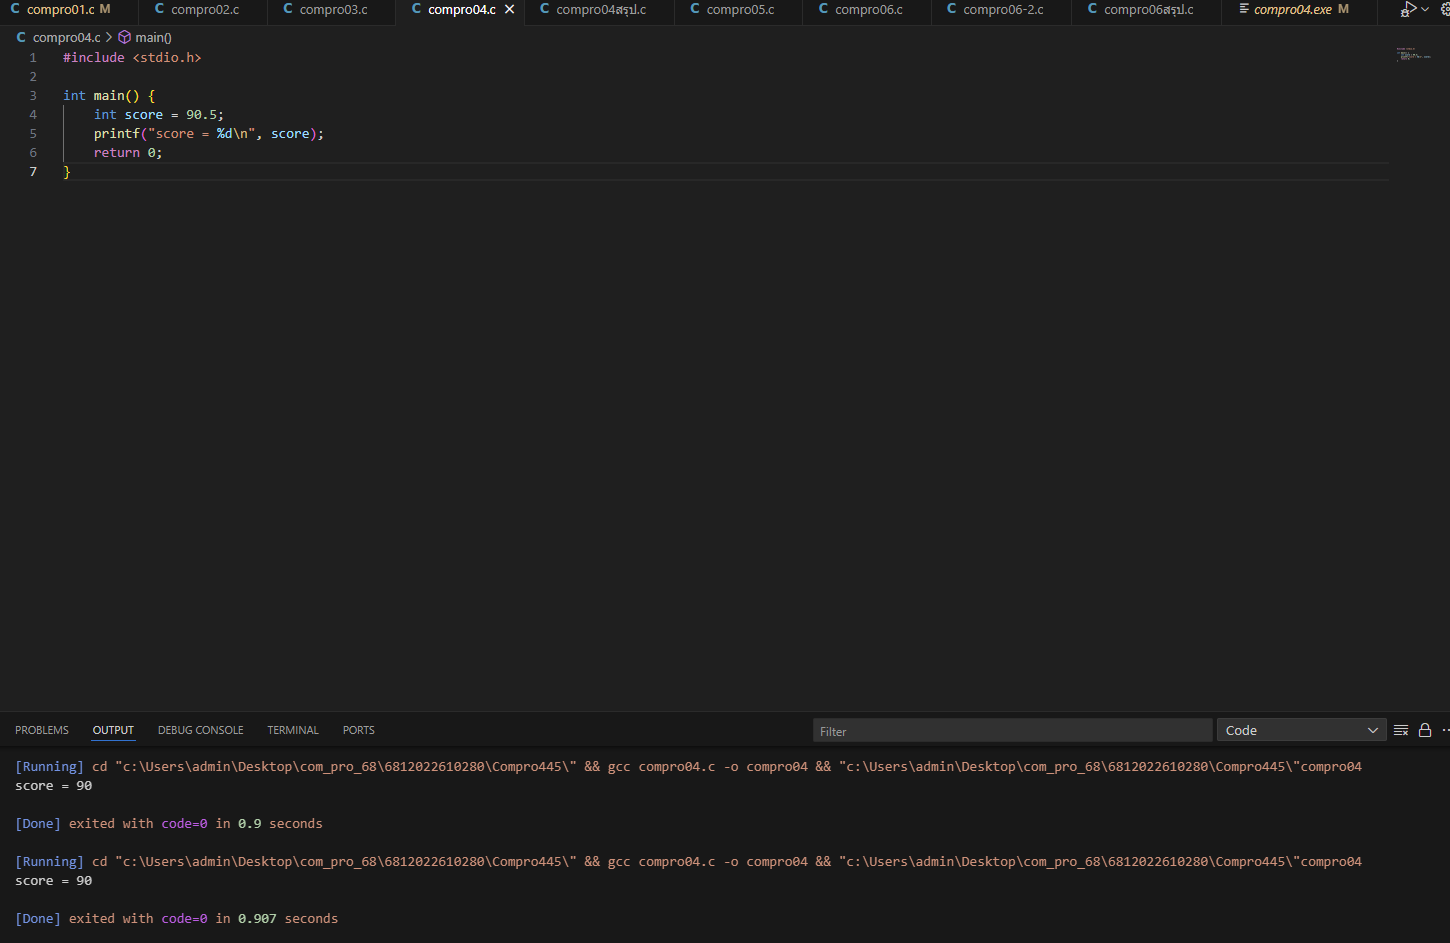 compro01.c M compro02.c compro03.c compro04.c compro04สรุป.c compro05.c compro06.c compro06-2.c compro06สรุป.c compro04.exe M
compro04.c > main()
1 #include <stdio.h>
2
3 int main() {
4     int score = 90.5;
5     printf("score = %d\n", score);
6     return 0;
7 }
PROBLEMS OUTPUT DEBUG CONSOLE TERMINAL PORTS Filter Code
[Running] cd "c:\Users\admin\Desktop\com_pro_68\6812022610280\Compro445\" && gcc compro04.c -o compro04 && "c:\Users\admin\Desktop\com_pro_68\6812022610280\Compro445\"compro04
score = 90
[Done] exited with code=0 in 0.9 seconds
[Running] cd "c:\Users\admin\Desktop\com_pro_68\6812022610280\Compro445\" && gcc compro04.c -o compro04 && "c:\Users\admin\Desktop\com_pro_68\6812022610280\Compro445\"compro04
score = 90
[Done] exited with code=0 in 0.907 seconds